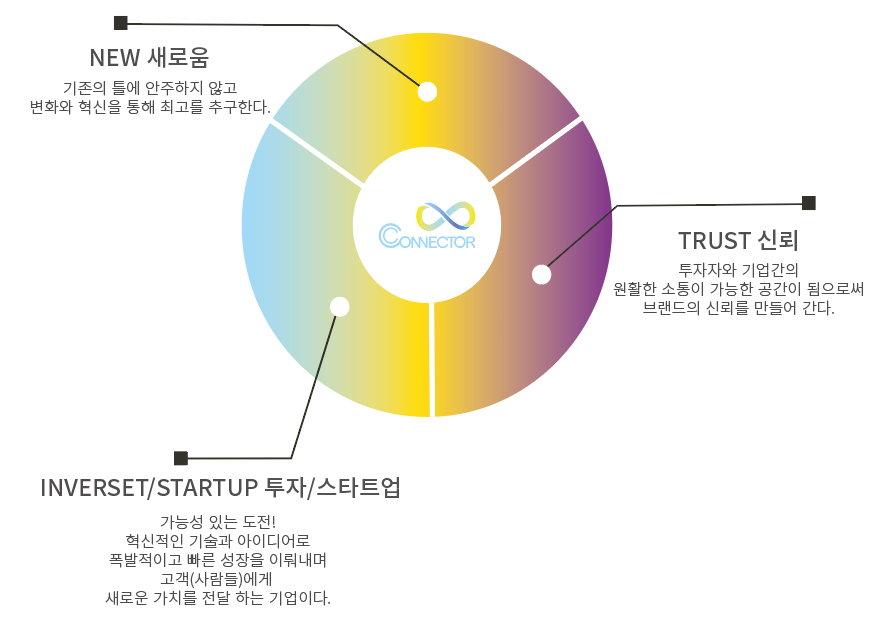 NEW 새로움
기존의 틀에 안주하지 않고
변화와 혁신을 통해 최고를 추구한다.
CONNECTOR
TRUST 신뢰
투자자와 기업간의
원활한 소통이 가능한 공간이 됨으로써
브랜드의 신뢰를 만들어 간다.
INVERSET/STARTUP 투자/스타트업
가능성 있는 도전!
혁신적인 기술과 아이디어로
폭발적이고 빠른 성장을 이뤄내며
고객(사람들)에게
새로운 가치를 전달 하는 기업이다.